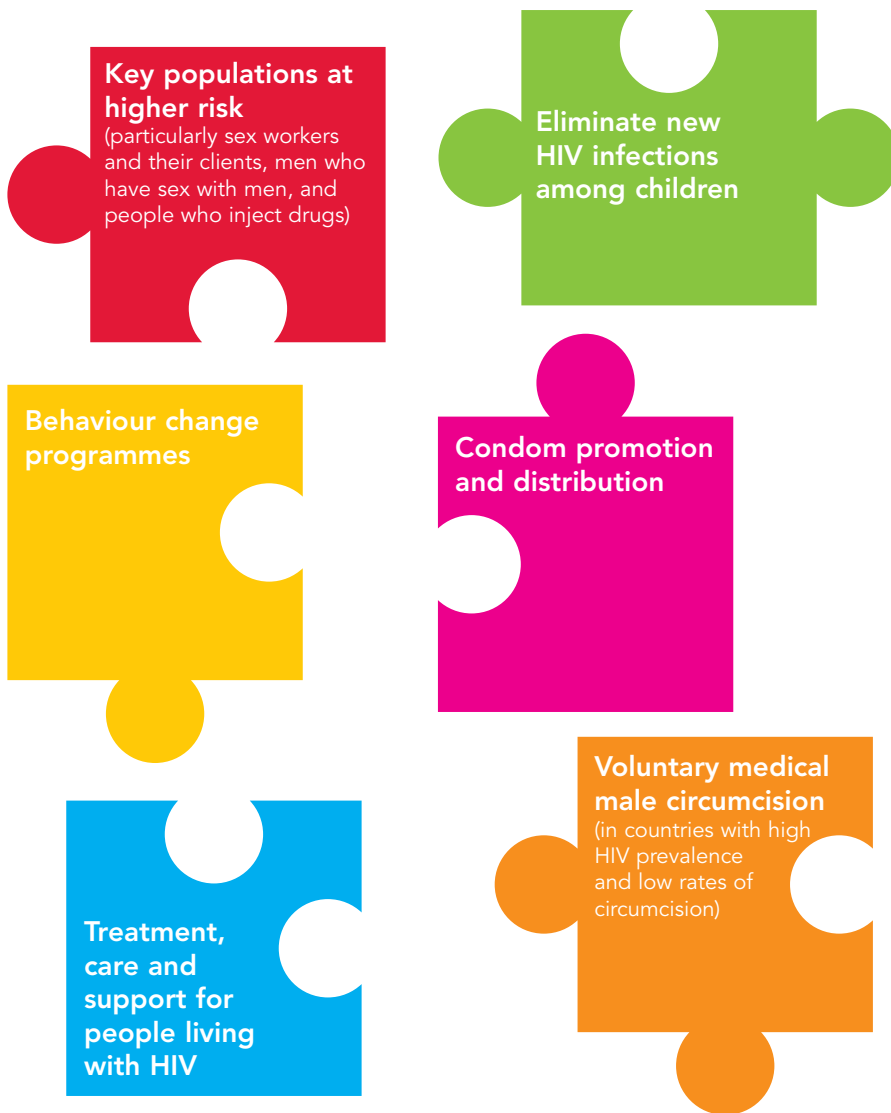 Key populations at
higher risk
(particularly sex workers
and their clients, men who
have sex with men, and
people who inject drugs)
Eliminate new
HIV infections
among children
Behaviour change
programmes
Condom promotion
and distribution
Treatment,
care and
support for
people living
with HIV
Voluntary medical
male circumcision
(in countries with high
HIV prevalence
and low rates of
circumcision)